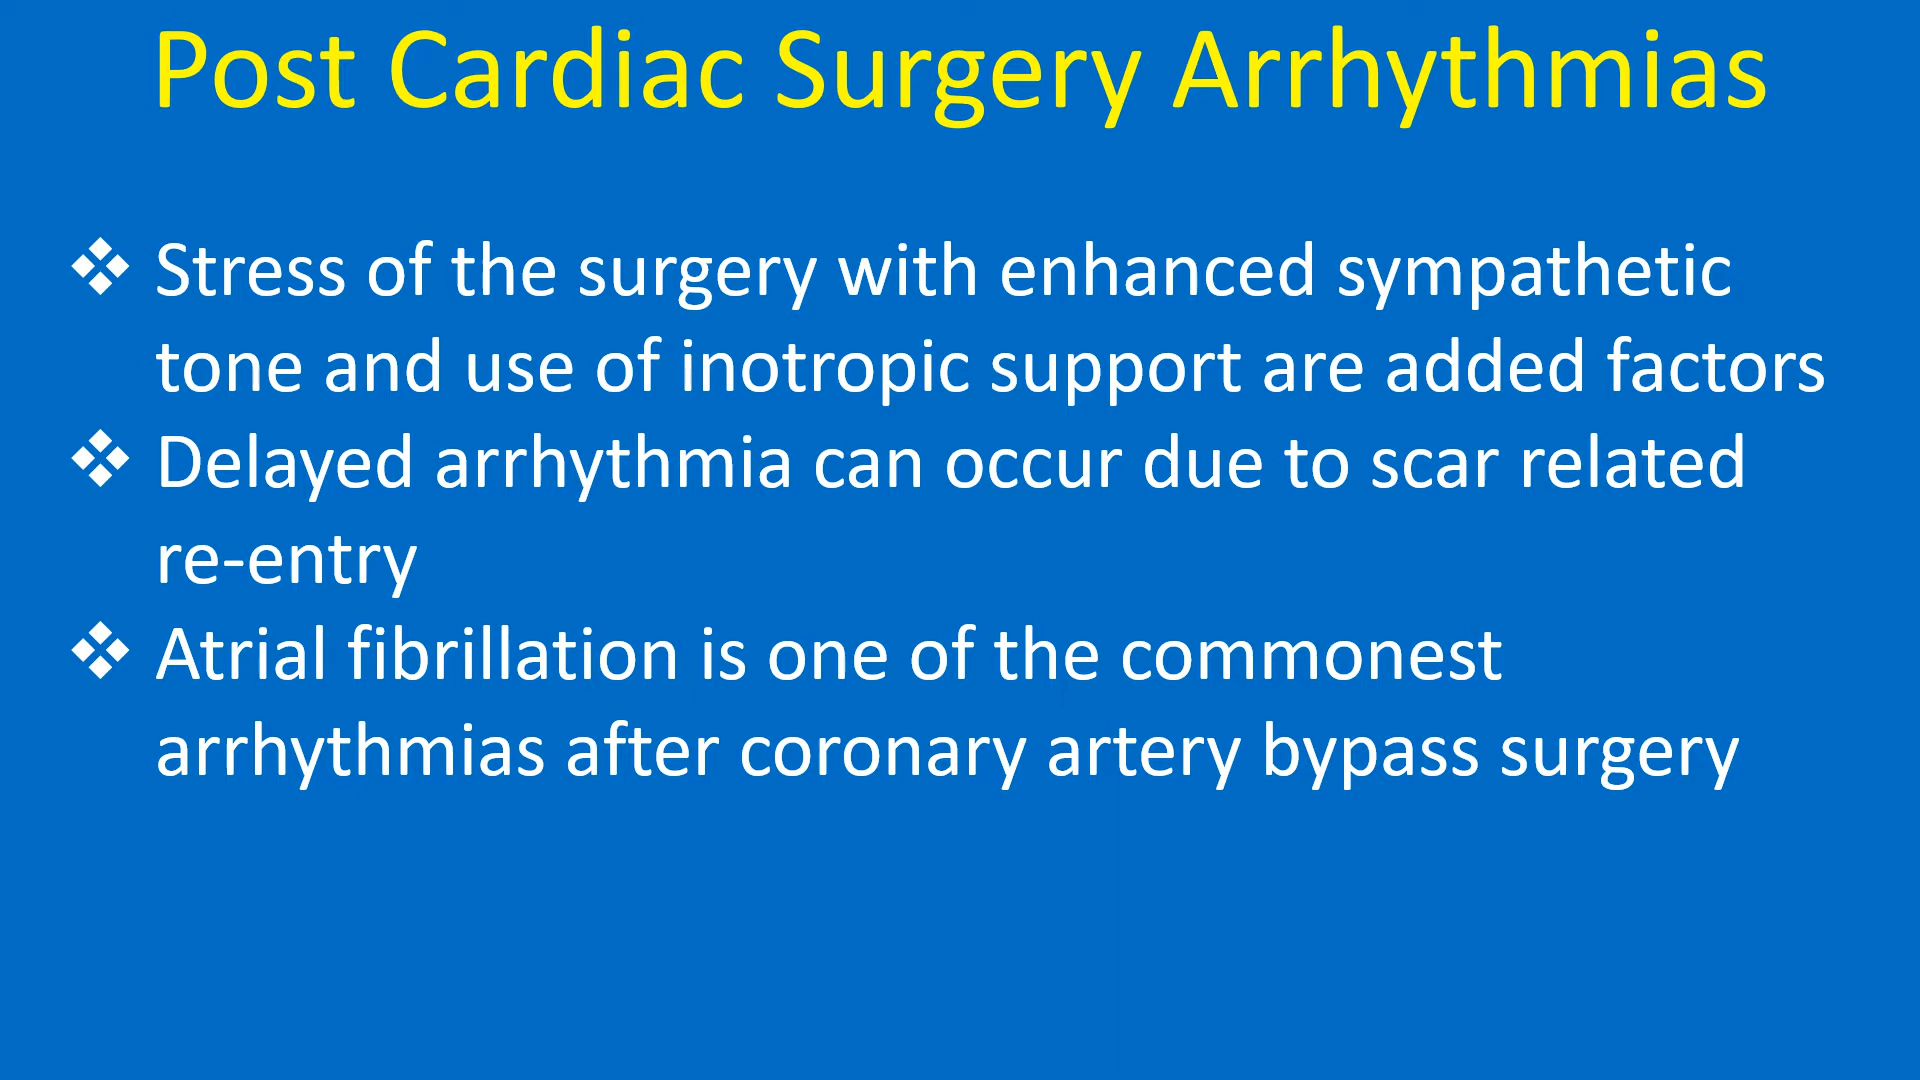 Post Cardiac Surgery Arrhythmias
❖ Stress of the surgery with enhanced sympathetic
tone and use of inotropic support are added factors
❖ Delayed arrhythmia can occur due to scar related
re-entry
❖ Atrial fibrillation is one of the commonest
arrhythmias after coronary artery bypass surgery